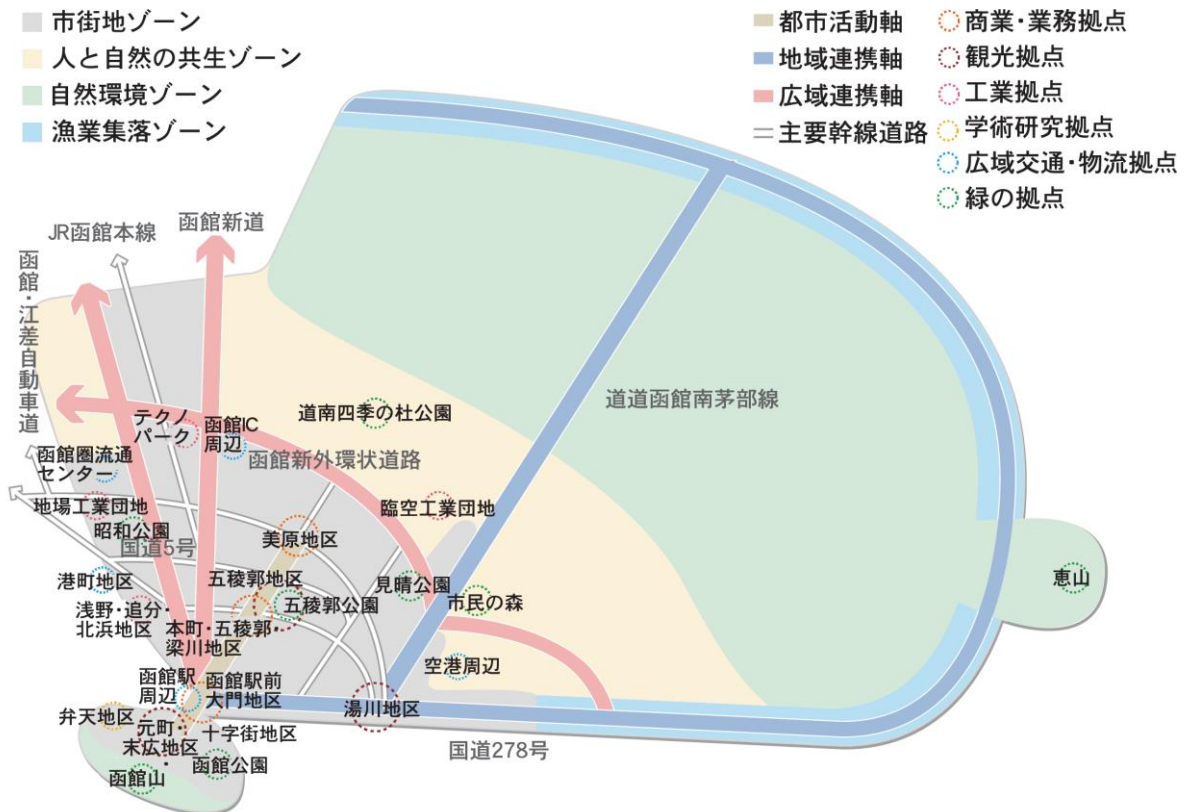 市街地ゾーン
人と自然の共生ゾーン
自然環境ゾーン
漁業集落ゾーン
都市活動軸
地域連携軸
広域連携軸
主要幹線道路
商業・業務拠点
観光拠点
工業拠点
学術研究拠点
広域交通・物流拠点
緑の拠点
JR函館本線
函館新道
函館・江差自動車道
テクノ
パーク
函館IC
周辺
道南四季の杜公園
道道函館南茅部線
函館圏流通
センター
函館新外環状道路
地場工業団地
臨空工業団地
昭和公園
国道5号
美原地区
港町地区
五稜郭地区
五稜郭公園
見晴公園
市民の森
恵山
浅野・追分・
北浜地区
本町・五稜郭・
梁川地区
空港周辺
函館駅
周辺
函館駅前
大門地区
湯川地区
弁天地区
元町・
末広地区
十字街地区
国道278号
函館公園
函館山